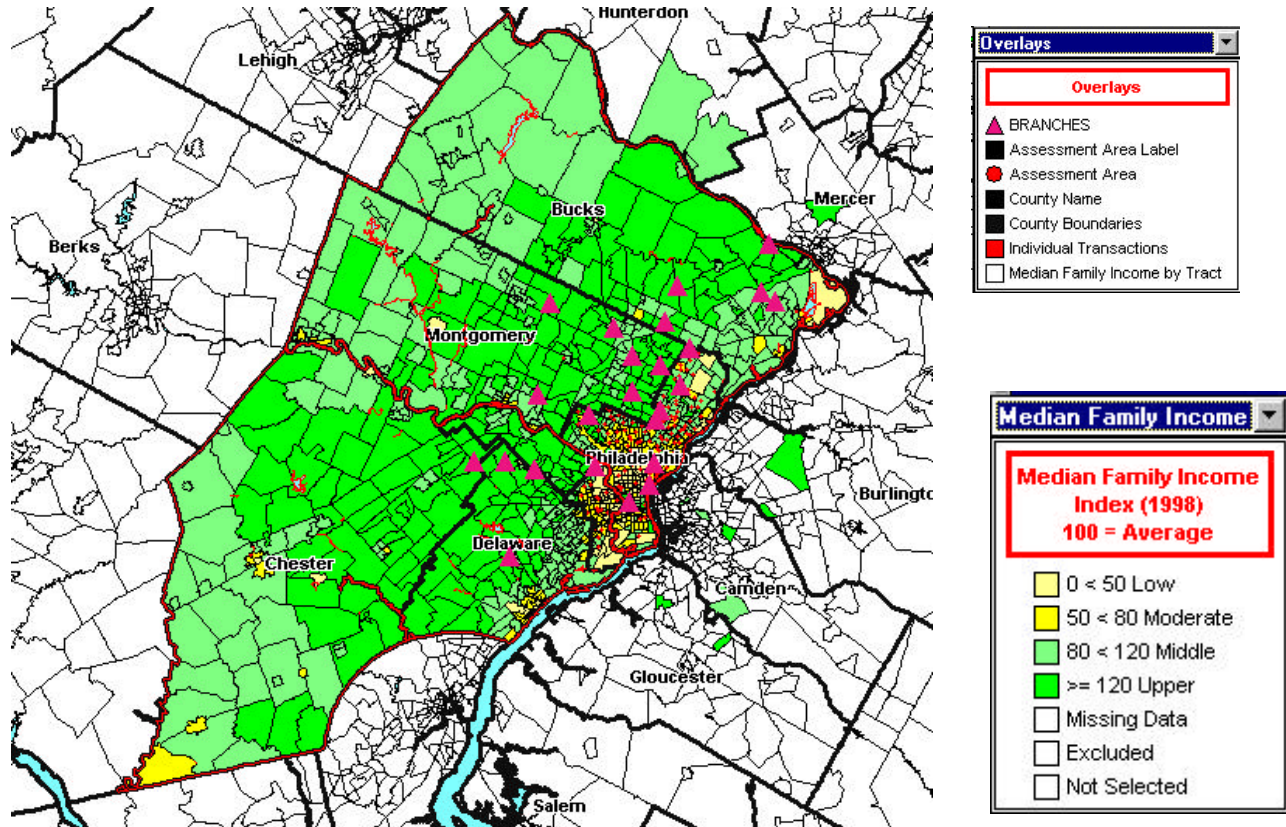 Hunterdon
Lehigh
Mercer
Bucks
Berks
Montgomery
Philadelphia
Burlingto
Delaware
Chester
Camden
Gloucester
Salem
Overlays
Overlays
BRANCHES
Assessment Area Label
Assessment Area
County Name
County Boundaries
Individual Transactions
Median Family Income by Tract
Median Family Income
Median Family Income
Index (1998)
100 = Average
0 < 50 Low
50 < 80 Moderate
80 < 120 Middle
>= 120 Upper
Missing Data
Excluded
Not Selected